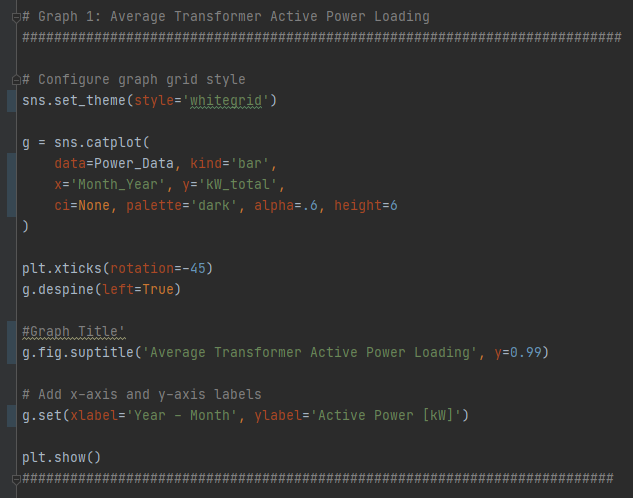 # Graph 1: Average Transformer Active Power Loading
##########################################################################
# Configure graph grid style
sns.set_theme(style='whitegrid')
g = sns.catplot(
data=Power_Data, kind='bar',
x='Month_Year', y='kW_total',
ci=None, palette='dark', alpha=.6, height=6
)
plt.xticks(rotation=-45)
g.despine(left=True)
#Graph Title'
g.fig.suptitle('Average Transformer Active Power Loading', y=0.99)
# Add x-axis and y-axis labels
g.set(xlabel='Year - Month', ylabel='Active Power [kW]')
plt.show()
#########################################################################